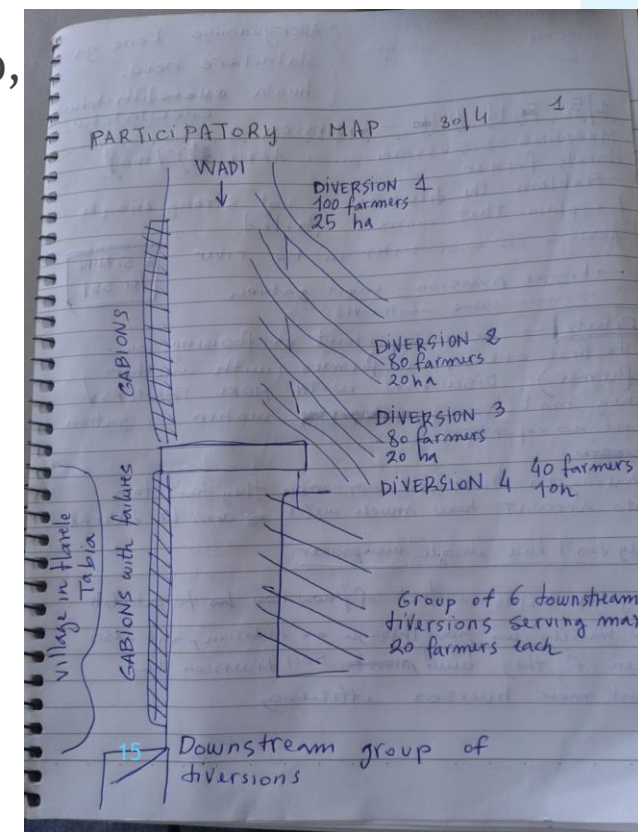 PARTICIPATORY MAP 30/4 1
WADI
DIVERSION 1
100 farmers
25 ha
GABIONS
DIVERSION 2
80 farmers
20 ha
DIVERSION 3
80 farmers
20 ha
DIVERSION 4 40 farmers
10h
GABIONS with failures
Village in Harele
Tabia
Group of 6 downstream
diversions serving max
20 farmers each
15
Downstream group of
diversions